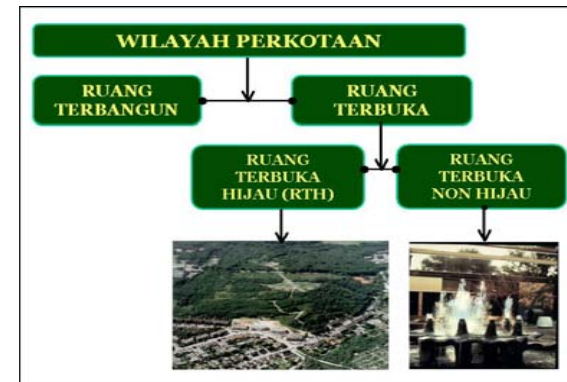 WILAYAH PERKOTAAN
RUANG
TERBANGUN
RUANG
TERBUKA
RUANG
TERBUKA
HIJAU (RTH)
RUANG
TERBUKA
NON HIJAU